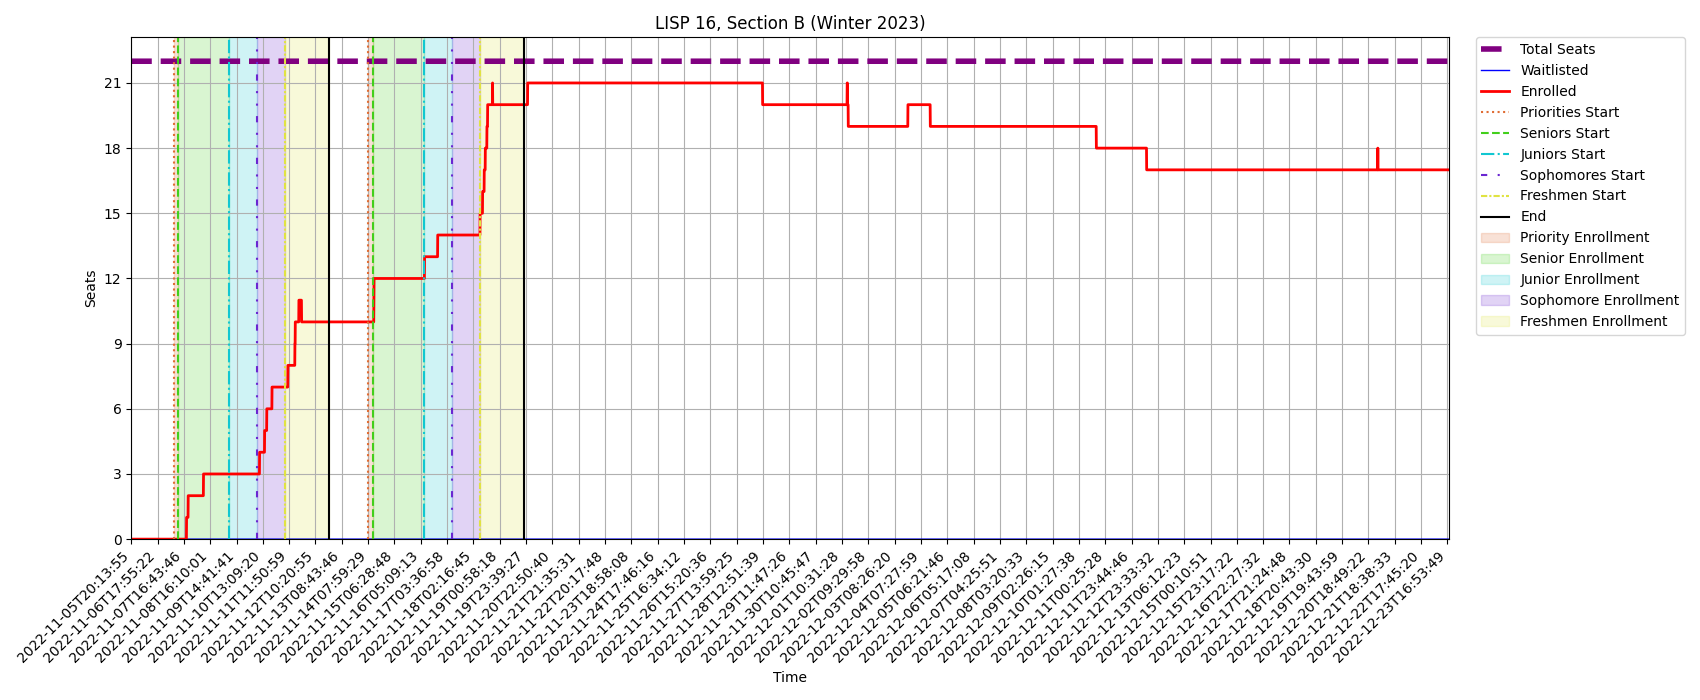 LISP 16, Section B (Winter 2023)
Total Seats
Waitlisted
Enrolled
Priorities Start
Seniors Start
Juniors Start
Sophomores Start
Freshmen Start
End
Priority Enrollment
Senior Enrollment
Junior Enrollment
Sophomore Enrollment
Freshmen Enrollment
Seats
21
18
15
12
9
6
3
0
2022-11-05T20:13:55
2022-11-06T17:55:22
2022-11-07T16:43:46
2022-11-08T16:10:01
2022-11-09T14:41:41
2022-11-10T13:09:20
2022-11-11T11:50:59
2022-11-12T10:20:55
2022-11-13T08:43:46
2022-11-14T07:59:29
2022-11-15T06:28:48
2022-11-16T05:09:13
2022-11-17T03:36:58
2022-11-18T02:16:45
2022-11-19T00:58:18
2022-11-19T23:39:27
2022-11-20T22:50:40
2022-11-21T21:35:31
2022-11-22T20:17:48
2022-11-23T18:58:08
2022-11-24T17:46:16
2022-11-25T16:34:12
2022-11-26T15:20:36
2022-11-27T13:59:25
2022-11-28T12:51:39
2022-11-29T11:47:26
2022-11-30T10:45:47
2022-12-01T10:31:28
2022-12-02T09:29:58
2022-12-03T08:26:20
2022-12-04T07:27:59
2022-12-05T06:21:46
2022-12-06T05:17:08
2022-12-07T04:25:51
2022-12-08T03:20:33
2022-12-09T02:26:15
2022-12-10T01:27:38
2022-12-11T00:25:28
2022-12-11T23:44:46
2022-12-12T23:35:32
2022-12-13T06:12:23
2022-12-15T00:10:51
2022-12-15T23:17:22
2022-12-16T22:27:32
2022-12-17T21:24:48
2022-12-18T20:43:30
2022-12-19T19:43:59
2022-12-20T18:49:22
2022-12-21T18:38:33
2022-12-22T17:45:20
2022-12-23T16:53:49
Time